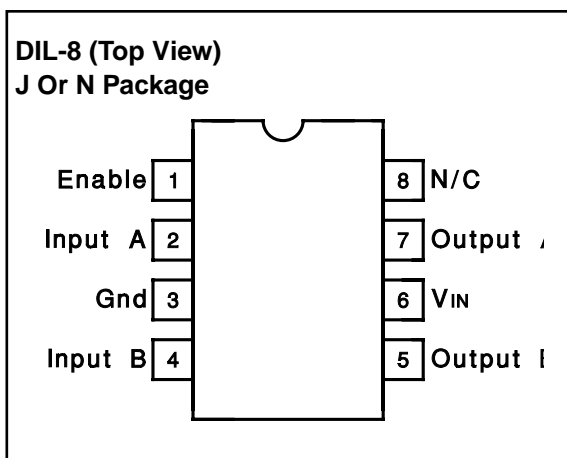 DIL-8 (Top View)
J Or N Package
Enable 1
8 N/C
Input A 2
7 Output
Gnd 3
6 VIN
Input B 4
5 Output